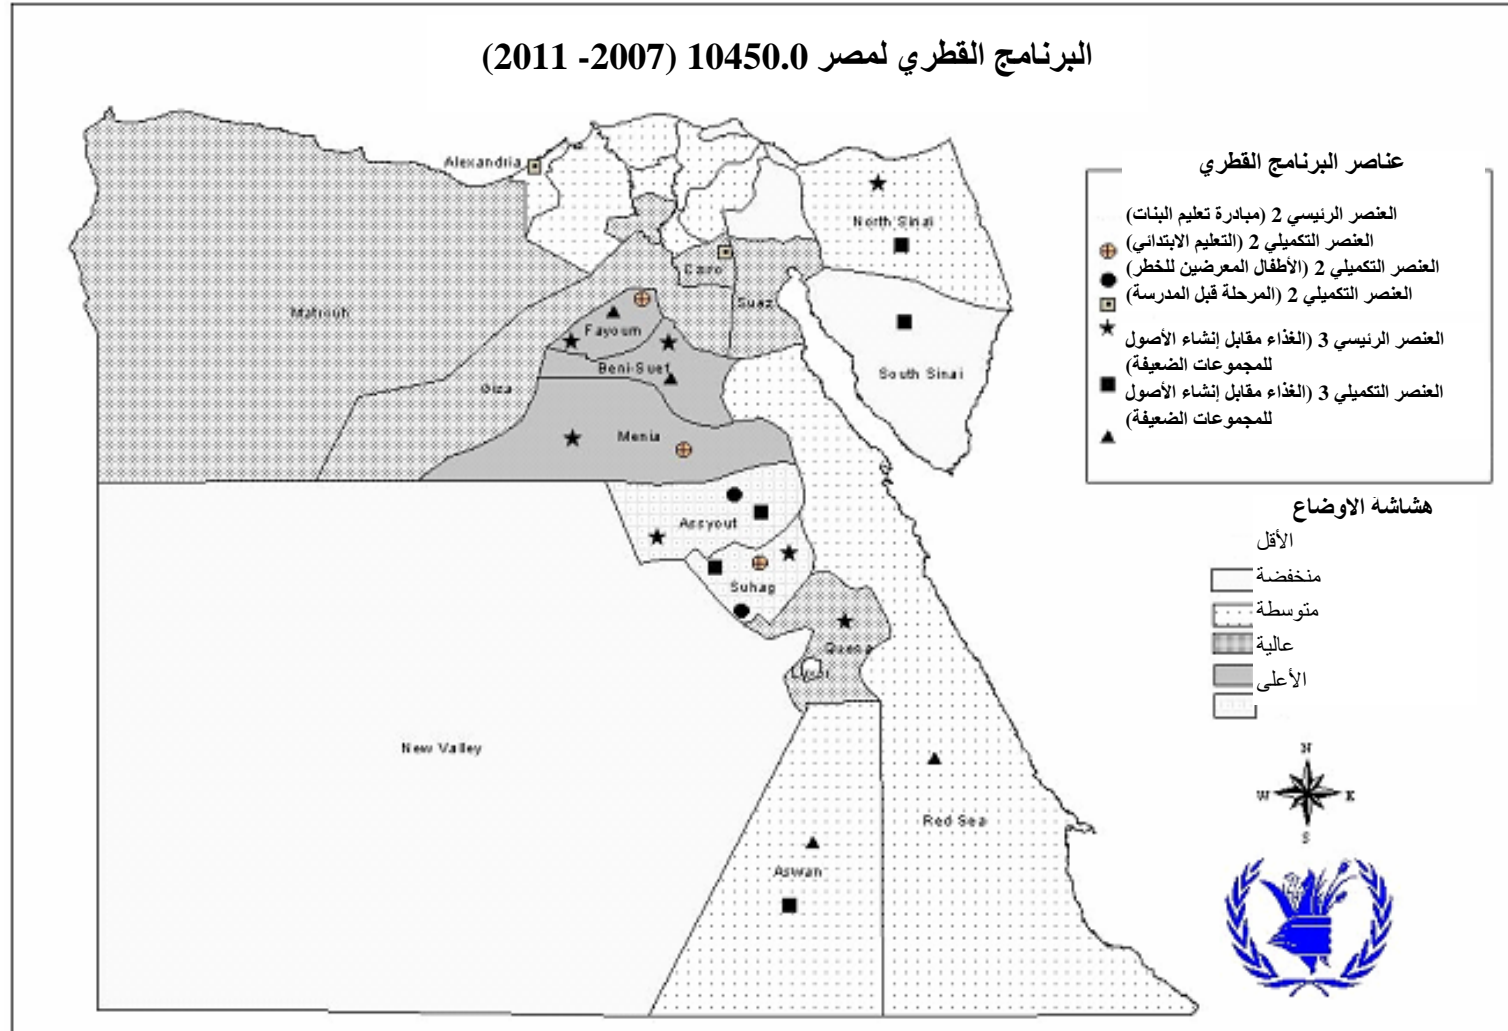 البرنامج القطري لمصر 10450.0 (2007- 2011)
Alexandria
عناصر البرنامج القطري
العنصر الرئيسي 2 (مبادرة تعليم البنات)
العنصر التكميلي 2 (التعليم الابتدائي)
العنصر التكميلي 2 (الأطفال المعرضين للخطر)
العنصر التكميلي 2 (المرحلة قبل المدرسة)
العنصر الرئيسي 3 (الغذاء مقابل إنشاء الأصول
للمجموعات الضعيفة)
العنصر التكميلي 3 (الغذاء مقابل إنشاء الأصول
للمجموعات الضعيفة)
North Sinai
Cairo
Suez
Matrouh
Fayoum
Beni-Suef
South Sinai
Giza
Menia
هشاشة الاوضاع
الأقل
منخفضة
متوسطة
عالية
الأعلى
Assyout
Suhag
Quena
New Valley
Red Sea
Aswan
N
W
E
S